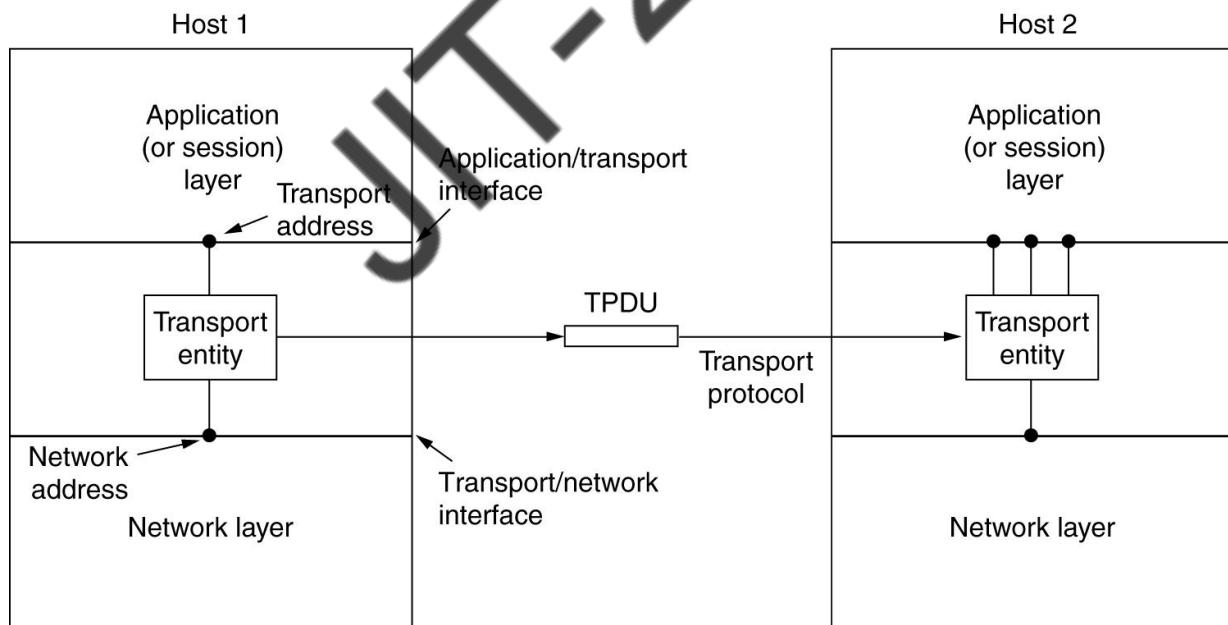 Host 1
Host 2
Application
(or session)
layer
Transport
address
Application/transport
interface
Application
(or session)
layer
Transport
entity
TPDU
Transport
protocol
Transport
entity
Network
address
Transport/network
interface
Network layer
Network layer